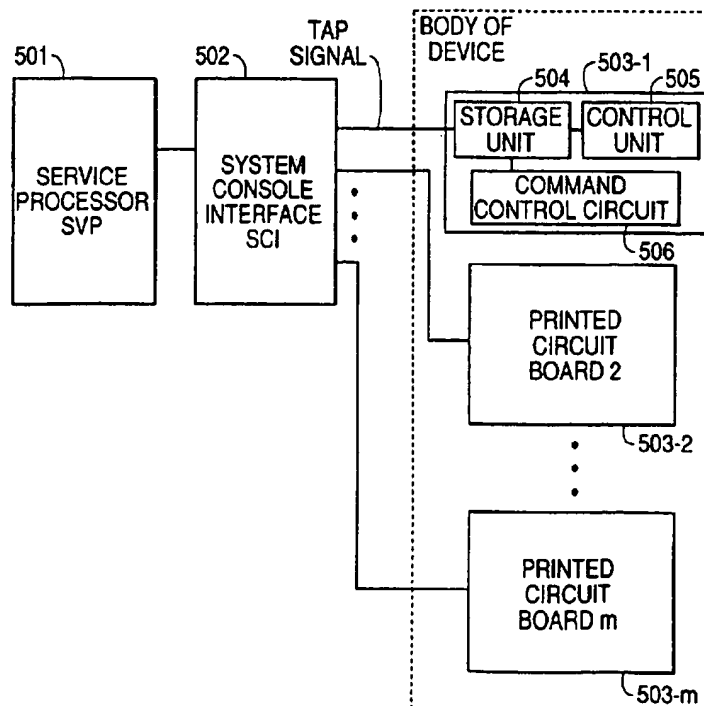 BODY OF
DEVICE
TAP
SIGNAL
501
502
503-1
504
505
STORAGE
UNIT
CONTROL
UNIT
COMMAND
CONTROL CIRCUIT
506
SERVICE
PROCESSOR
SVP
SYSTEM
CONSOLE
INTERFACE
SCI
PRINTED
CIRCUIT
BOARD 2
503-2
PRINTED
CIRCUIT
BOARD m
503-m